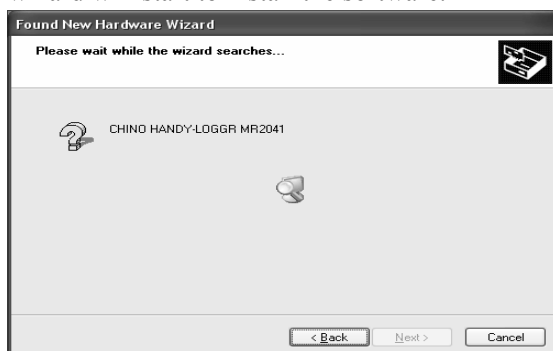 Found New Hardware Wizard
Please wait while the wizard searches...
CHINO HANDY-LOGGR MR2041
< Back
Next >
Cancel